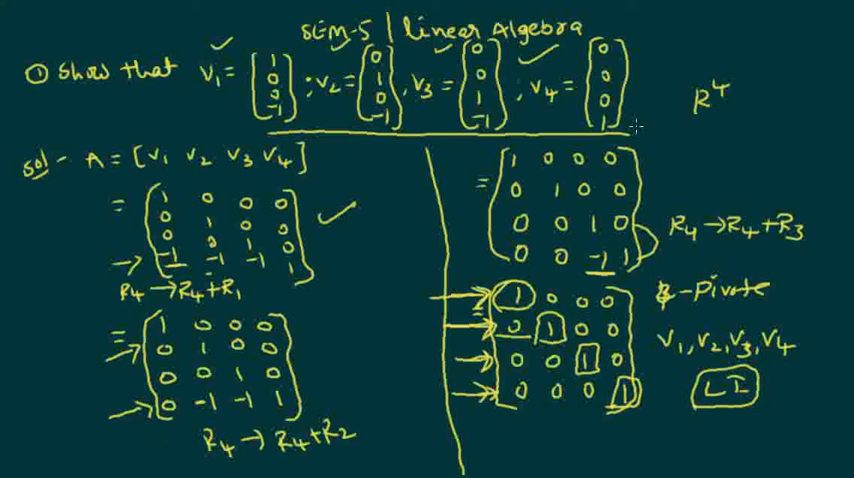 SEM-5 | linear Algebra
① Show that V1 = [1 0 0 -1] ; V2 = [0 1 0 -1] , V3 = [0 0 1 -1] ; V4 = [0 0 0 1]
R⁴
sol - A = [V1 V2 V3 V4]
= [1 0 0 0
0 1 0 0
0 0 1 0
-1 -1 -1 1]
R4 → R4 + R1
= [1 0 0 0
0 1 0 0
0 0 1 0
0 -1 -1 1]
R4 → R4 + R2
= [1 0 0 0
0 1 0 0
0 0 1 0
0 0 -1 1]
R4 → R4 + R3
= [1 0 0 0
0 1 0 0
0 0 1 0
0 0 0 1]
- Pivote
V1, V2, V3, V4
LI